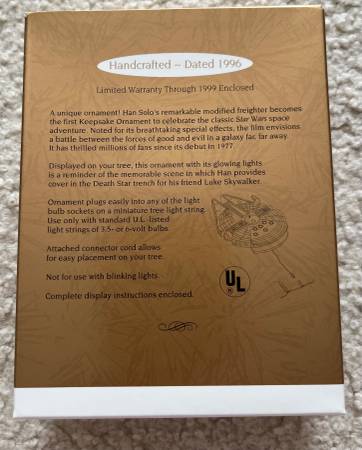 Handcrafted – Dated 1996
Limited Warranty Through 1999 Enclosed
A unique ornament! Han Solo's remarkable modified freighter becomes
the first Keepsake Ornament to celebrate the classic Star Wars space
adventure. Noted for its breathtaking special effects, the film envisions
a battle between the forces of good and evil in a galaxy far, far away.
It has thrilled millions of fans since its debut in 1977.
Displayed on your tree, this ornament with its glowing lights
is a reminder of the memorable scene in which Han provides
cover in the Death Star trench for his friend Luke Skywalker.
Ornament plugs easily into any of the light
bulb sockets on a miniature tree light string.
Use only with standard U.L.-listed
light strings of 3.5- or 6-volt bulbs.
Attached connector cord allows
for easy placement on your tree.
Not for use with blinking lights.
UL
®
Complete display instructions enclosed.